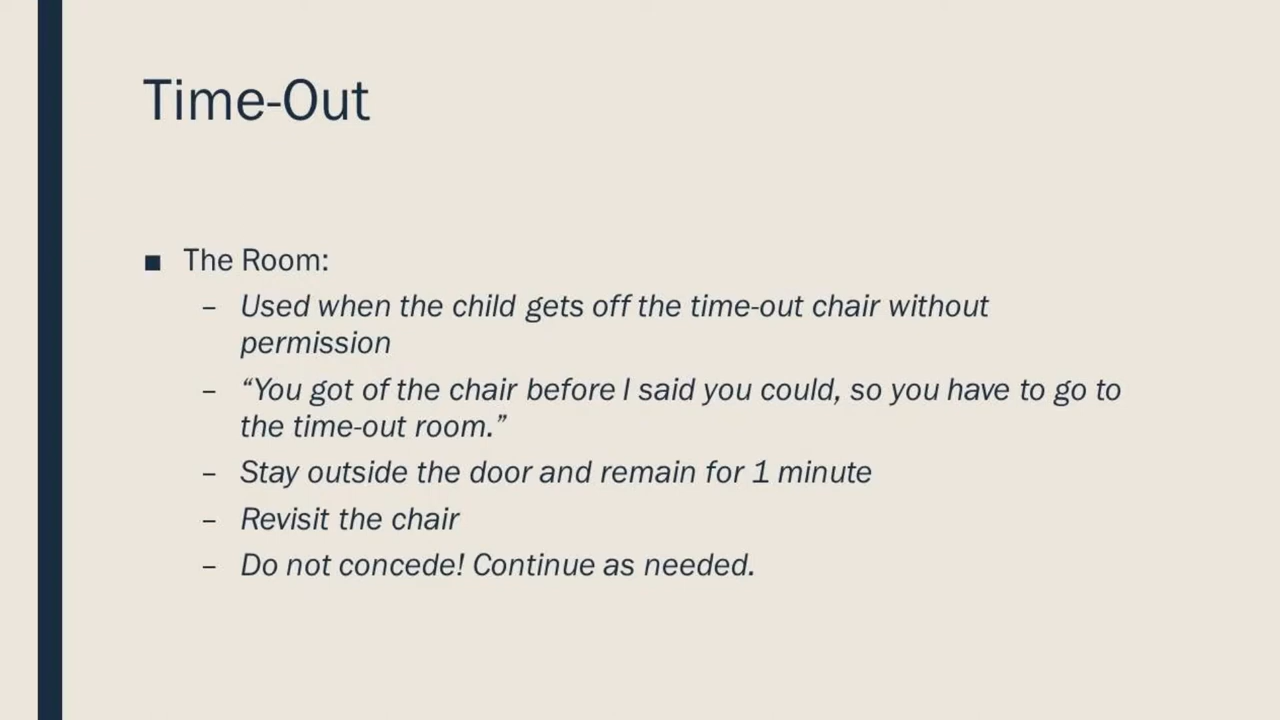 Time-Out
■ The Room:
– Used when the child gets off the time-out chair without
permission
– “You got of the chair before I said you could, so you have to go to
the time-out room.”
– Stay outside the door and remain for 1 minute
– Revisit the chair
– Do not concede! Continue as needed.